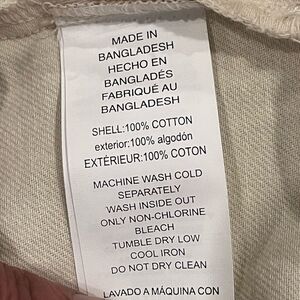 MADE IN
BANGLADESH
HECHO EN
BANGLADÉS
FABRIQUÉ AU
BANGLADESH
SHELL:100% COTTON
exterior:100% algodón
EXTÉRIEUR:100% COTON
MACHINE WASH COLD
SEPARATELY
WASH INSIDE OUT
ONLY NON-CHLORINE
BLEACH
TUMBLE DRY LOW
COOL IRON
DO NOT DRY CLEAN
LAVADO A MÁQUINA CON